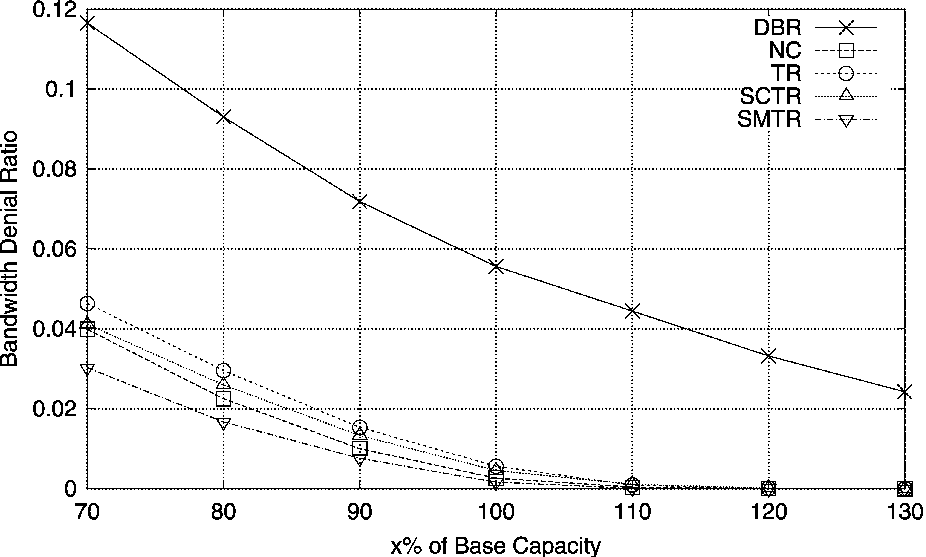 0.12
0.1
0.08
0.06
0.04
0.02
0
Bandwidth Denial Ratio
DBR
NC
TR
SCTR
SMTR
70 80 90 100 110 120 130
x% of Base Capacity